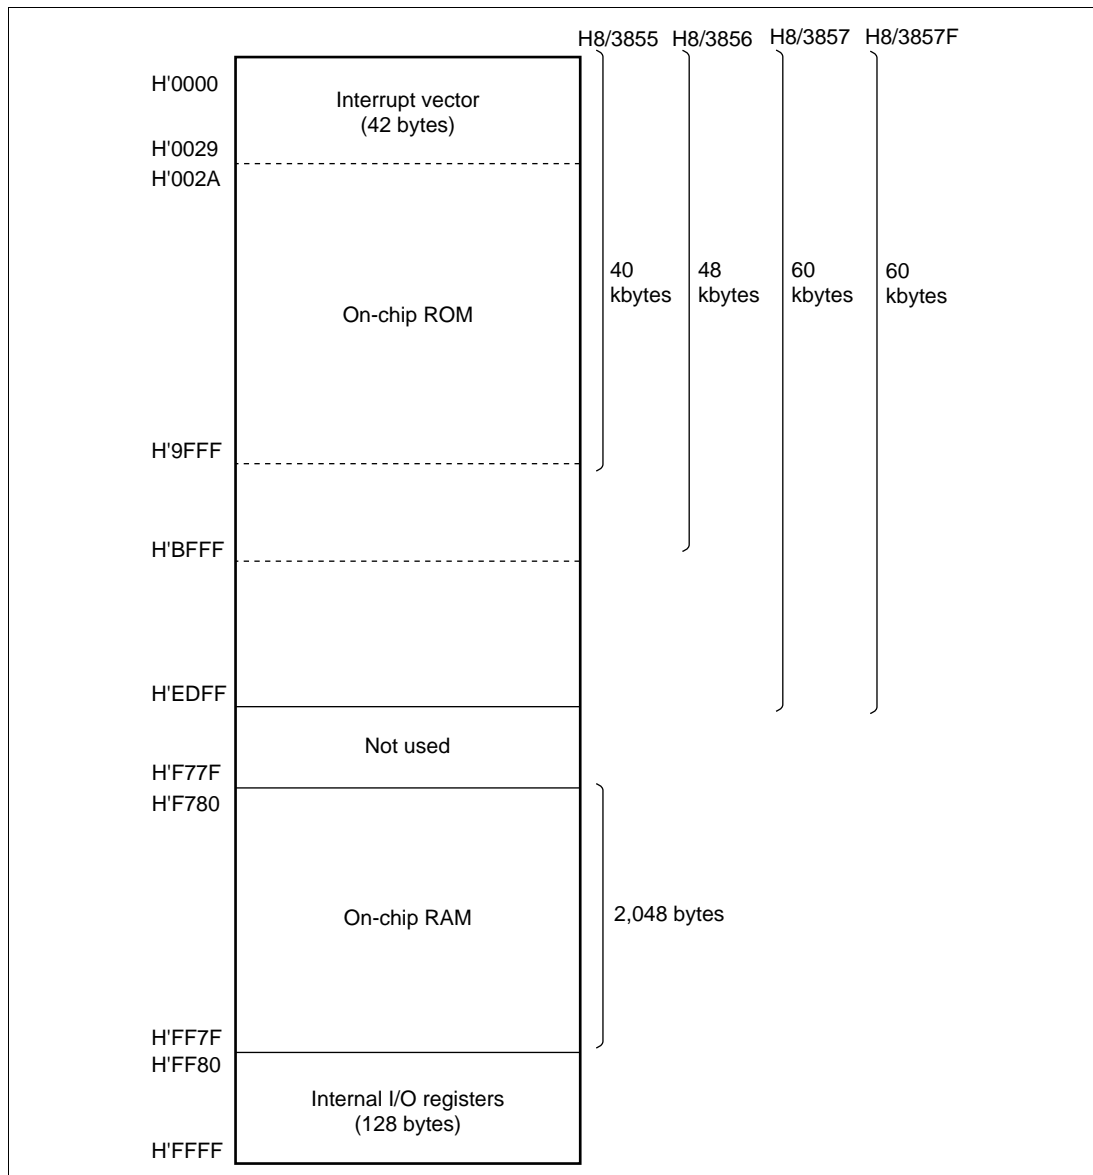 H8/3855 H8/3856 H8/3857 H8/3857F
H'0000
Interrupt vector
(42 bytes)
H'0029
H'002A
40
kbytes
48
kbytes
60
kbytes
60
kbytes
On-chip ROM
H'9FFF
H'BFFF
H'EDFF
Not used
H'F77F
H'F780
On-chip RAM
2,048 bytes
H'FF7F
H'FF80
Internal I/O registers
(128 bytes)
H'FFFF